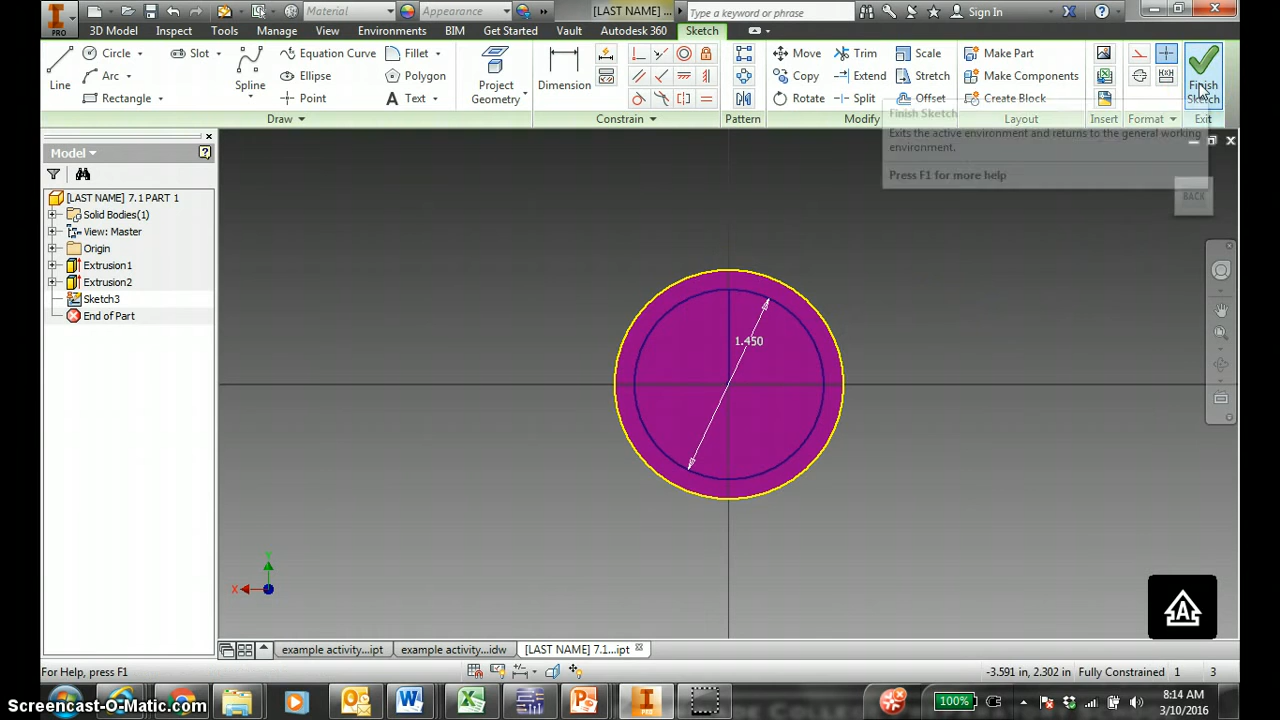 PRO
Material
Appearance
[LAST NAME] ...
Type a keyword or phrase
Sign In
3D Model
Inspect
Tools
Manage
View
Environments
BIM
Get Started
Vault
Autodesk 360
Sketch
Line
Circle
Arc
Rectangle
Slot
Spline
Equation Curve
Ellipse
Point
Fillet
Polygon
Text
Project
Geometry
Dimension
Move
Copy
Rotate
Trim
Extend
Split
Scale
Stretch
Offset
Make Part
Make Components
Create Block
Finish
Sketch
Draw
Constrain
Pattern
Modify
Layout
Insert
Format
Exit
Finish Sketch
Exits the active environment and returns to the general working
environment.
Press F1 for more help
BACK
Model
[LAST NAME] 7.1 PART 1
Solid Bodies(1)
View: Master
Origin
Extrusion1
Extrusion2
Sketch3
End of Part
1.450
Y
X
A
example activity...ipt
example activity...idw
[LAST NAME] 7.1...ipt
For Help, press F1
-3.591 in, 2.302 in
Fully Constrained
1
3
100%
8:14 AM
3/10/2016
Screencast-O-Matic.com